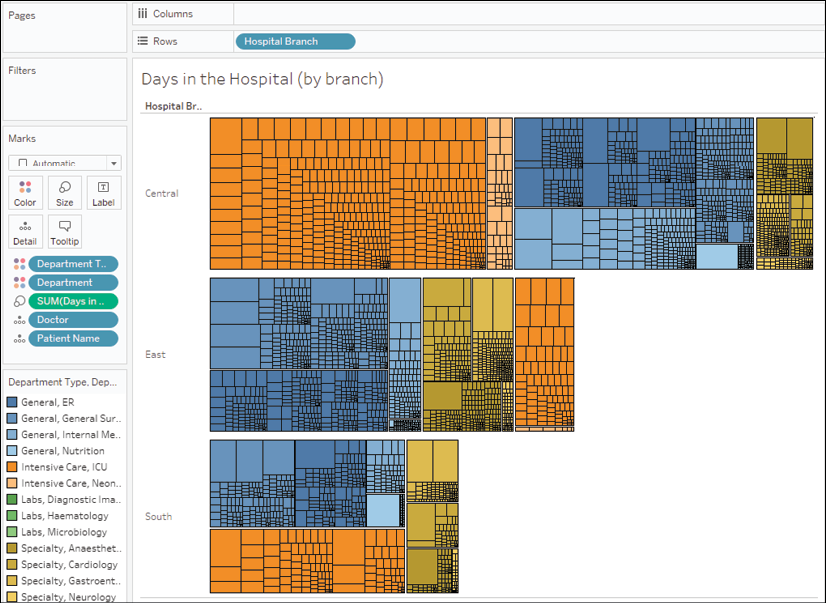 Pages
Columns
Rows
Hospital Branch
Filters
Days in the Hospital (by branch)
Hospital Br..
Marks
Automatic
Color
Size
Label
Detail
Tooltip
Department T..
Department
SUM(Days in ..
Doctor
Patient Name
Central
East
South
Department Type. Dep...
General, ER
General, General Sur..
General, Internal Me..
General, Nutrition
Intensive Care, ICU
Intensive Care, Neon..
Labs, Diagnostic Ima..
Labs, Haematology
Labs, Microbiology
Specialty, Anaesthet..
Specialty, Cardiology
Specialty, Gastroent..
Specialty, Neurology